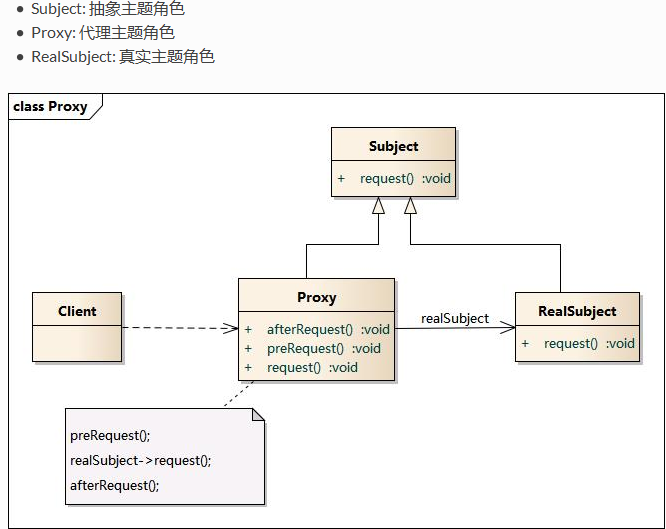 Subject: 抽象主题角色
Proxy: 代理主题角色
RealSubject: 真实主题角色
class Proxy
Subject
+ request() :void
Client
Proxy
+ afterRequest() :void
+ preRequest() :void
+ request() :void
realSubject
RealSubject
+ request() :void
preRequest();
realSubject->request();
afterRequest();